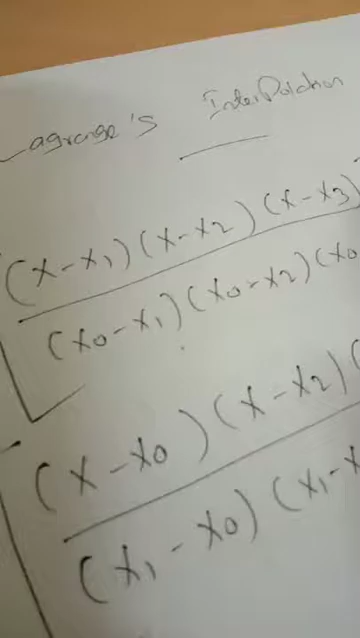 Lagrange's Interpolation
(x-x₁)(x-x₂)(x-x₃)
(x₀-x₁)(x₀-x₂)(x₀
(x-x₀)(x-x₂)(
(x₁-x₀)(x₁-x